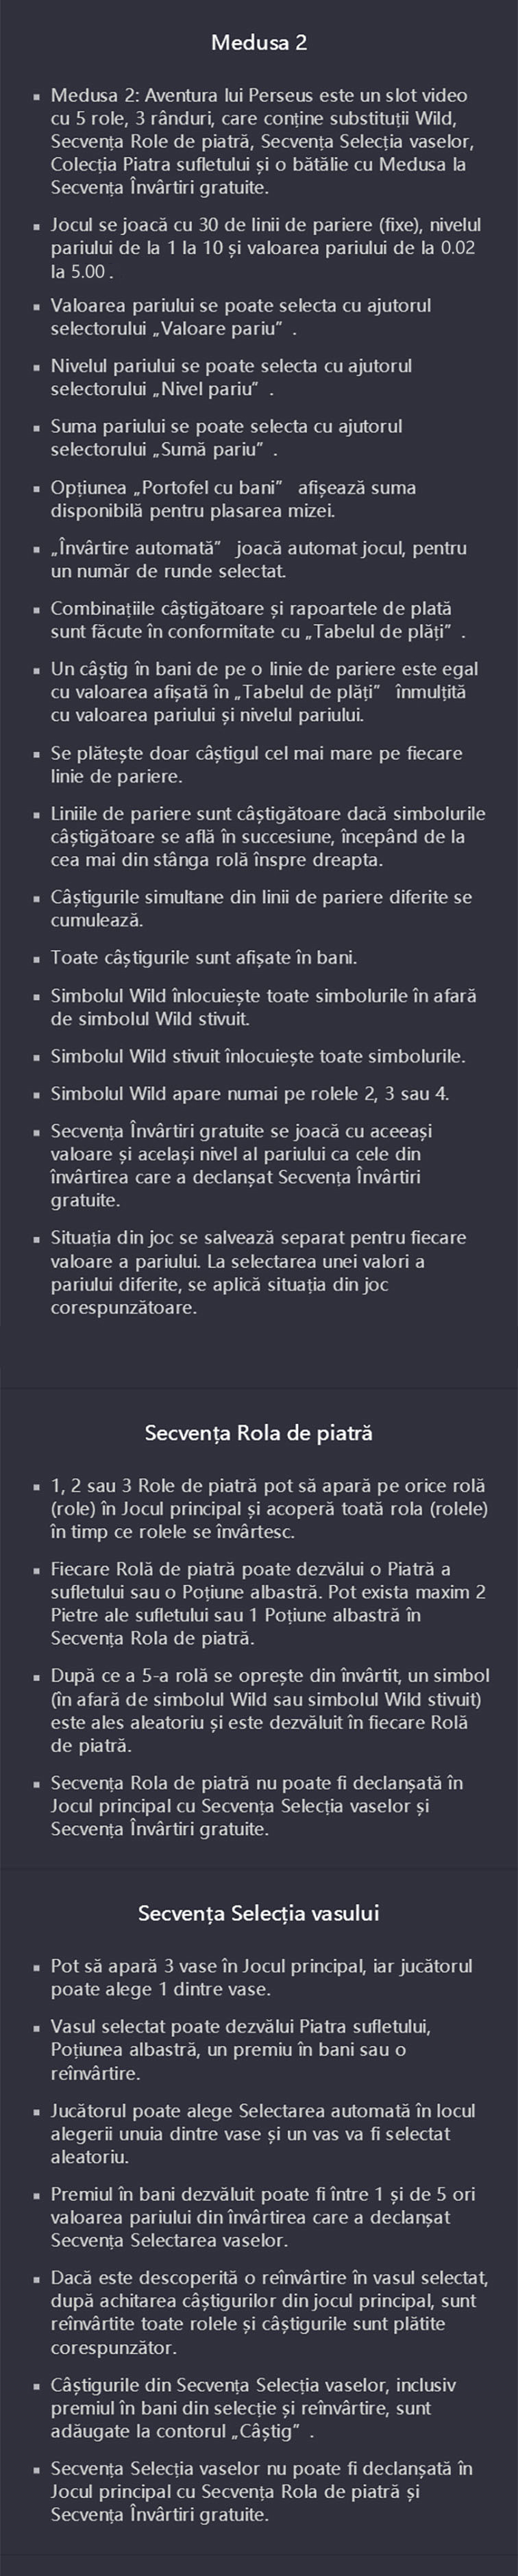 Medusa 2
▪ Medusa 2: Aventura lui Perseus este un slot video
cu 5 role, 3 rânduri, care conține substituții Wild,
Secvența Role de piatră, Secvența Selecția vaselor,
Colecția Piatra sufletului și o bătălie cu Medusa la
Secvența Învârtiri gratuite.
▪ Jocul se joacă cu 30 de linii de pariere (fixe), nivelul
pariului de la 1 la 10 și valoarea pariului de la 0.02
la 5.00 .
▪ Valoarea pariului se poate selecta cu ajutorul
selectorului „Valoare pariu” .
▪ Nivelul pariului se poate selecta cu ajutorul
selectorului „Nivel pariu” .
▪ Suma pariului se poate selecta cu ajutorul
selectorului „Sumă pariu” .
▪ Opțiunea „Portofel cu bani” afișează suma
disponibilă pentru plasarea mizei.
▪ „Învârtire automată” joacă automat jocul, pentru
un număr de runde selectat.
▪ Combinațiile câștigătoare și rapoartele de plată
sunt făcute în conformitate cu „Tabelul de plăți” .
▪ Un câștig în bani de pe o linie de pariere este egal
cu valoarea afișată în „Tabelul de plăți” înmulțită
cu valoarea pariului și nivelul pariului.
▪ Se plătește doar câștigul cel mai mare pe fiecare
linie de pariere.
▪ Liniile de pariere sunt câștigătoare dacă simbolurile
câștigătoare se află în succesiune, începând de la
cea mai din stânga rolă înspre dreapta.
▪ Câștigurile simultane din linii de pariere diferite se
cumulează.
▪ Toate câștigurile sunt afișate în bani.
▪ Simbolul Wild înlocuiește toate simbolurile în afară
de simbolul Wild stivuit.
▪ Simbolul Wild stivuit înlocuiește toate simbolurile.
▪ Simbolul Wild apare numai pe rolele 2, 3 sau 4.
▪ Secvența Învârtiri gratuite se joacă cu aceeași
valoare și același nivel al pariului ca cele din
învârtirea care a declanșat Secvența Învârtiri
gratuite.
▪ Situația din joc se salvează separat pentru fiecare
valoare a pariului. La selectarea unei valori a
pariului diferite, se aplică situația din joc
corespunzătoare.
Secvența Rola de piatră
▪ 1, 2 sau 3 Role de piatră pot să apară pe orice rolă
(role) în Jocul principal și acoperă toată rola (rolele)
în timp ce rolele se învârtesc.
▪ Fiecare Rolă de piatră poate dezvălui o Piatră a
sufletului sau o Poțiune albastră. Pot exista maxim 2
Pietre ale sufletului sau 1 Poțiune albastră în
Secvența Rola de piatră.
▪ După ce a 5-a rolă se oprește din învârtit, un simbol
(în afară de simbolul Wild sau simbolul Wild stivuit)
este ales aleatoriu și este dezvăluit în fiecare Rolă
de piatră.
▪ Secvența Rola de piatră nu poate fi declanșată în
Jocul principal cu Secvența Selecția vaselor și
Secvența Învârtiri gratuite.
Secvența Selecția vasului
▪ Pot să apară 3 vase în Jocul principal, iar jucătorul
poate alege 1 dintre vase.
▪ Vasul selectat poate dezvălui Piatra sufletului,
Poțiunea albastră, un premiu în bani sau o
reînvârtire.
▪ Jucătorul poate alege Selectarea automată în locul
alegerii unuia dintre vase și un vas va fi selectat
aleatoriu.
▪ Premiul în bani dezvăluit poate fi între 1 și de 5 ori
valoarea pariului din învârtirea care a declanșat
Secvența Selectarea vaselor.
▪ Dacă este descoperită o reînvârtire în vasul selectat,
după achitarea câștigurilor din jocul principal, sunt
reînvârtite toate rolele și câștigurile sunt plătite
corespunzător.
▪ Câștigurile din Secvența Selecția vaselor, inclusiv
premiul în bani din selecție și reînvârtire, sunt
adăugate la contorul „Câștig” .
▪ Secvența Selecția vaselor nu poate fi declanșată în
Jocul principal cu Secvența Rola de piatră și
Secvența Învârtiri gratuite.